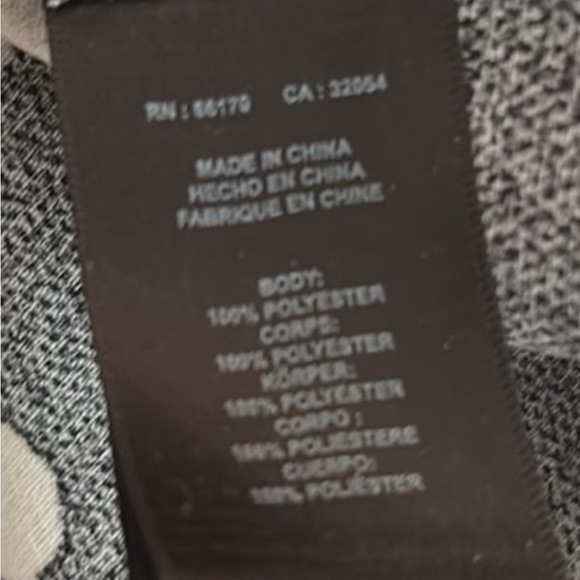 RN : 66170 CA : 32054
MADE IN CHINA
HECHO EN CHINA
FABRIQUE EN CHINE
BODY:
100% POLYESTER
CORPS:
100% POLYESTER
KÖRPER:
100% POLYESTER
CORPO :
100% POLIESTERE
CUERPO:
100% POLIÉSTER